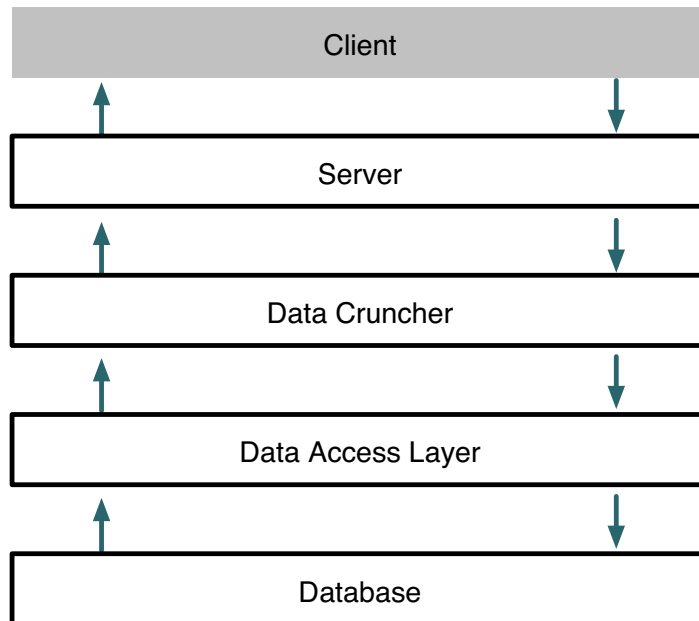 Client
Server
Data Cruncher
Data Access Layer
Database